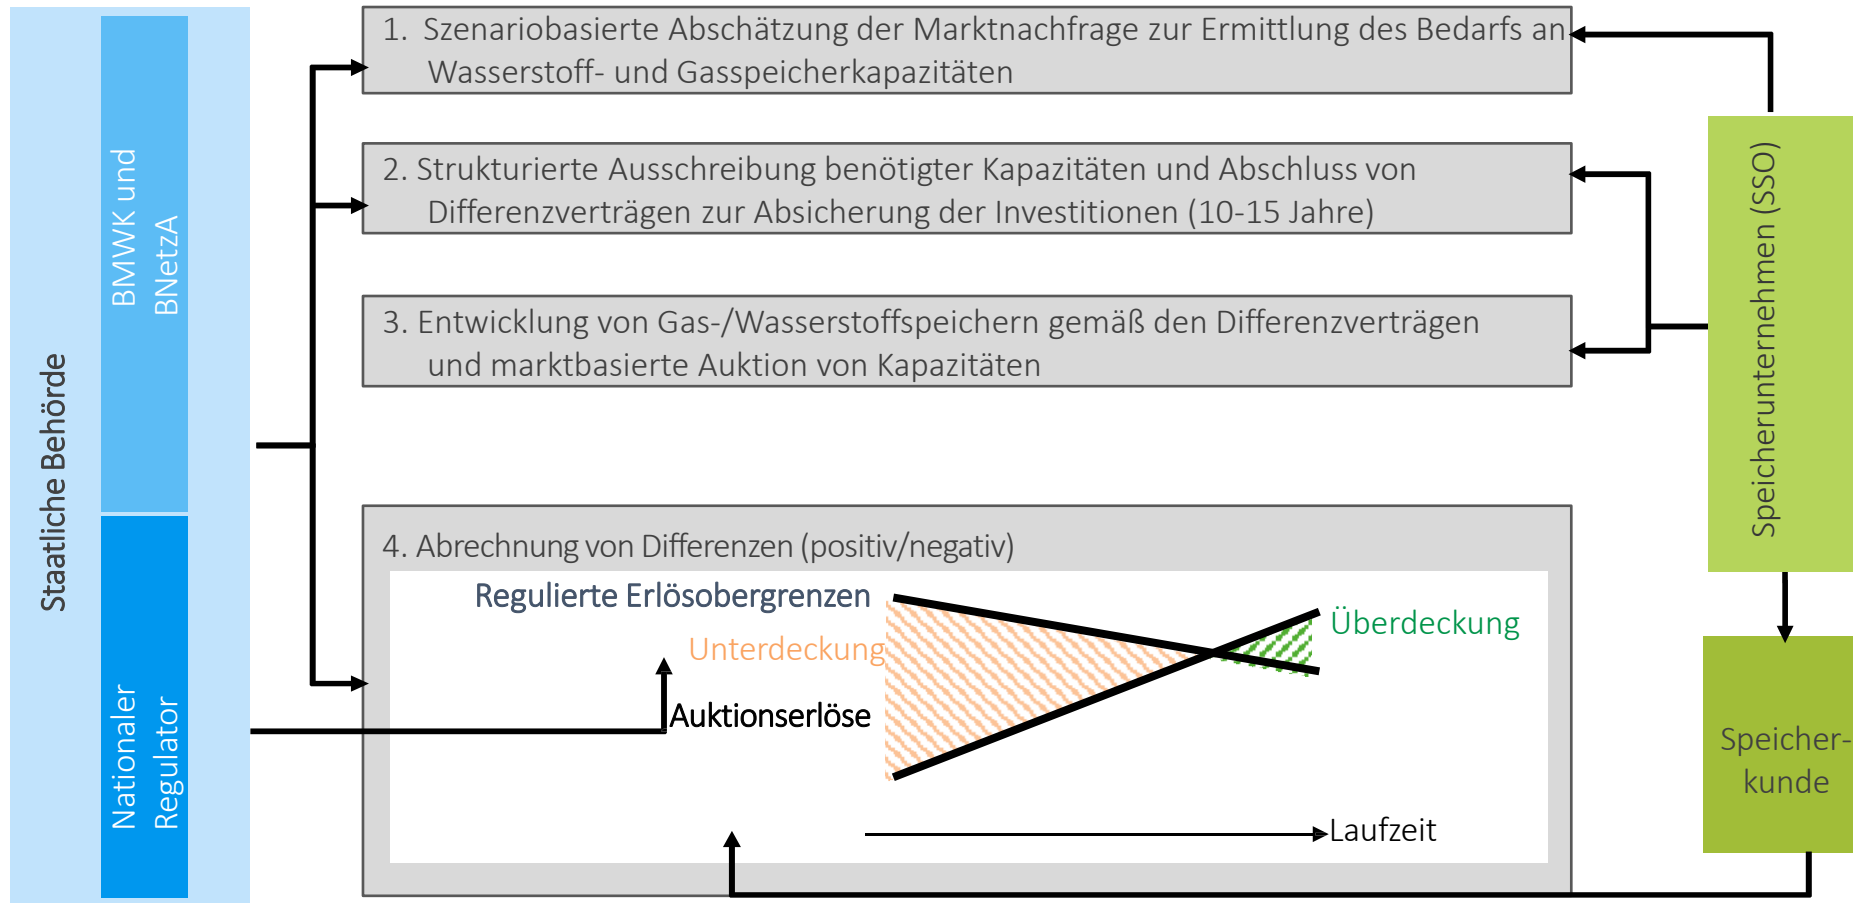 Staatliche Behörde
BMWK und
BNetzA
Nationaler
Regulator
1. Szenariobasierte Abschätzung der Marktnachfrage zur Ermittlung des Bedarfs an
Wasserstoff- und Gasspeicherkapazitäten
2. Strukturierte Ausschreibung benötigter Kapazitäten und Abschluss von
Differenzverträgen zur Absicherung der Investitionen (10-15 Jahre)
3. Entwicklung von Gas-/Wasserstoffspeichern gemäß den Differenzverträgen
und marktbasierte Auktion von Kapazitäten
4. Abrechnung von Differenzen (positiv/negativ)
Regulierte Erlösobergrenzen
Unterdeckung
Überdeckung
Auktionserlöse
Laufzeit
Speicherunternehmen (SSO)
Speicher-
kunde